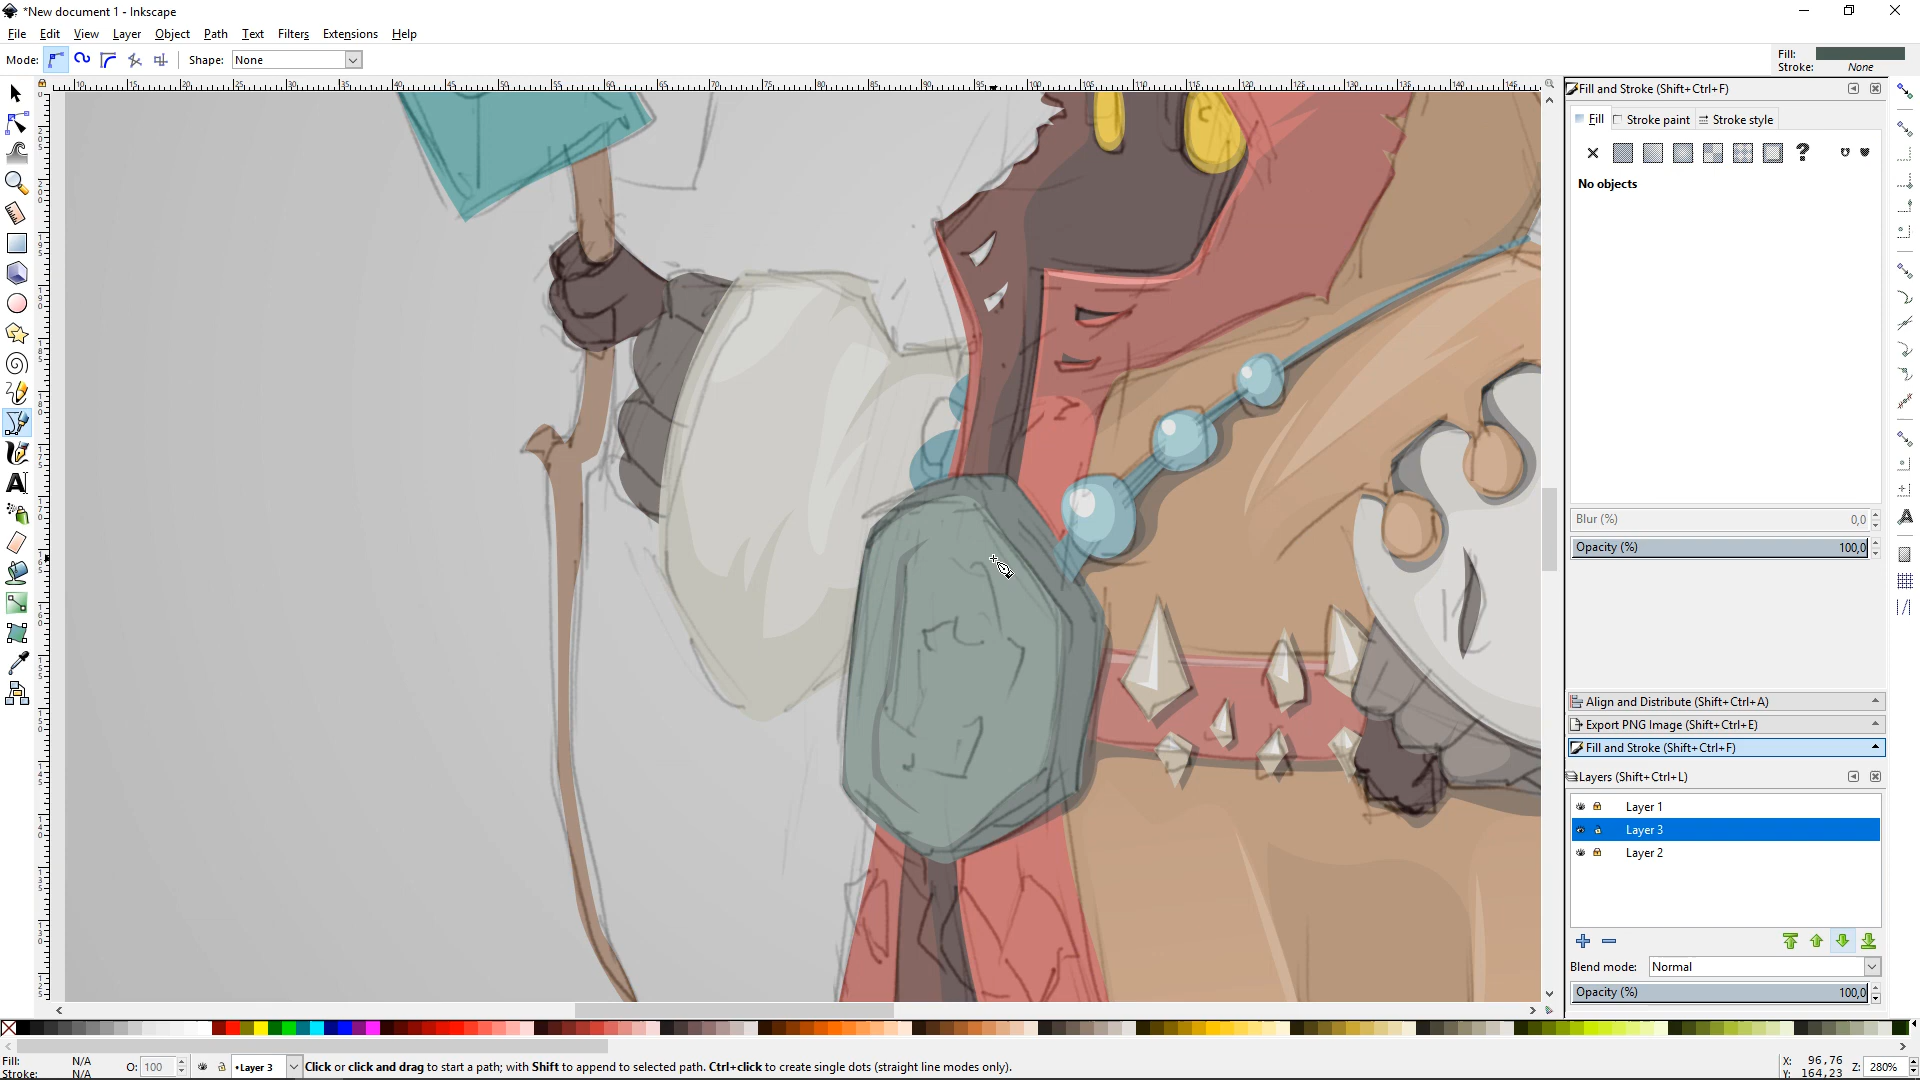 *New document 1 - Inkscape
File Edit View Layer Object Path Text Filters Extensions Help
Mode: Shape: None
Fill:
Stroke: None
Fill and Stroke (Shift+Ctrl+F)
Fill Stroke paint Stroke style
No objects
Blur (%) 0,0
Opacity (%) 100,0
Align and Distribute (Shift+Ctrl+A)
Export PNG Image (Shift+Ctrl+E)
Fill and Stroke (Shift+Ctrl+F)
Layers (Shift+Ctrl+L)
Layer 1
Layer 3
Layer 2
Blend mode: Normal
Opacity (%) 100,0
Fill: N/A
Stroke: N/A
O: 100
•Layer 3
Click or click and drag to start a path; with Shift to append to selected path. Ctrl+click to create single dots (straight line modes only).
X: 96,76
Y: 164,23
Z: 280%